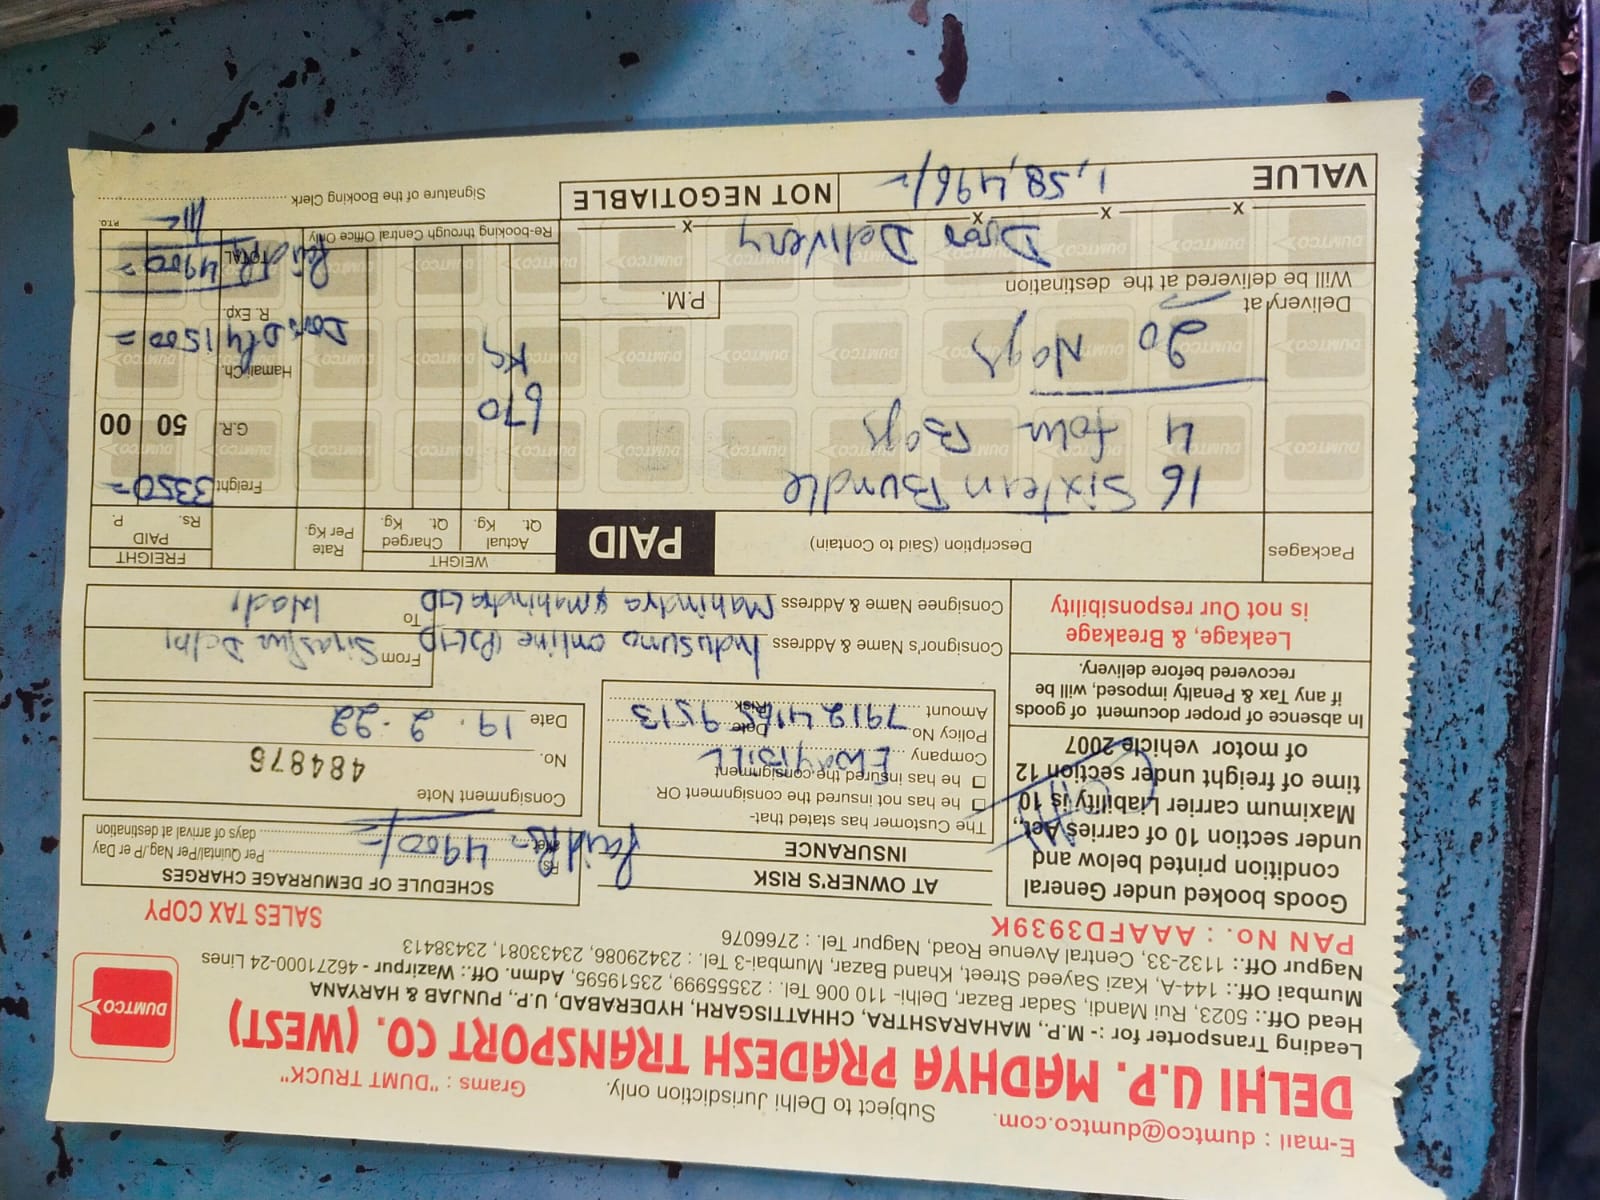 E-mail : dumtco@dumtco.com. Subject to Delhi Jurisdiction only. Grams : "DUMT TRUCK"
DELHI U.P. MADHYA PRADESH TRANSPORT CO. (WEST)
DUMTCO
Leading Transporter for :- M.P., MAHARASHTRA, CHHATTISGARH, HYDERABAD, U.P., PUNJAB & HARYANA
Head Off.: 5023, Rui Mandi, Sadar Bazar, Delhi- 110 006 Tel. : 23555999, 23519595, Admn. Off.: Wazirpur - 46271000-24 Lines
Mumbai Off.: 144-A, Kazi Sayeed Street, Khand Bazar, Mumbai-3 Tel. : 23429086, 23433081, 23438413
Nagpur Off.: 1132-33, Central Avenue Road, Nagpur Tel. : 2766076
PAN No. : AAAFD3939K
SALES TAX COPY
Goods booked under General
condition printed below and
under section 10 of carries Act,
Maximum carrier Liability is 10
time of freight under section 12
of motor vehicle 2007
In absence of proper document of goods
if any Tax & Penalty imposed, will be
recovered before delivery.
Leakage, & Breakage
is not Our responsibility
AT OWNER'S RISK
INSURANCE
The Customer has stated that-
he has not insured the consignment OR
he has insured the consignment
Company EwayBILL
Policy No. Date
7912 4165 9513
Amount Risk
SCHEDULE OF DEMURRAGE CHARGES
Per Quintal/Per Nag/Per Day
days of arrival at destination
Paid Rs 4900/-
Consignment Note
No. 484876
Date 19.2.22
Consignor's Name & Address Indusuno online (P) LTD
From Delhi
Consignee Name & Address Mahindra & Mahindra LTD
To
Packages
Description (Said to Contain)
PAID
WEIGHT
Actual
Qt. Kg.
Charged
Qt. Kg.
Rate
Per Kg.
FREIGHT
PAID
Rs. P.
16 Sixteen Bundle
4 four Bags
20 Nags
670
Kg
Freight 3350=
G.R. 50 00
Hamali Ch.
Door Dly 1500=
R. Exp.
TOTAL 4900=
Paid
Delivery at
P.M.
Will be delivered at the destination
Door Delivery
Re-booking through Central Office Only
VALUE 1,58,496/-
NOT NEGOTIABLE
Signature of the Booking Clerk
P.T.O.